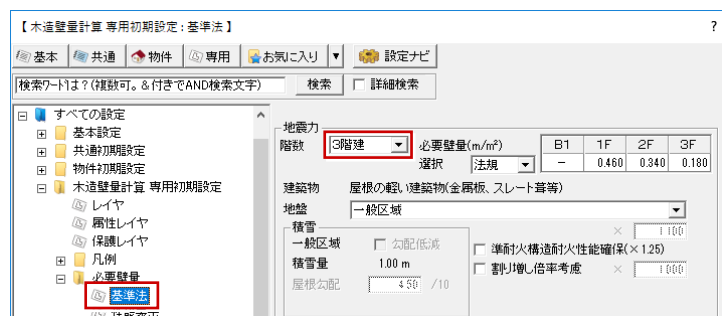 【 木造壁量計算 専用初期設定 : 基準法 】 ?
基本 共通 物件 専用 お気に入り ▼ 設定ナビ
検索ワードは？(複数可。＆付きでAND検索文字) 検索 詳細検索
すべての設定
基本設定
共通初期設定
物件初期設定
木造壁量計算 専用初期設定
レイヤ
属性レイヤ
保護レイヤ
凡例
必要壁量
基準法
地震力
階数 3階建 必要壁量(m/m²) B1 1F 2F 3F
選択 法規 － 0.460 0.340 0.180
建築物 屋根の軽い建築物(金属板、スレート葺等)
地盤 一般区域
積雪
一般区域 勾配低減
積雪量 1.00 m
屋根勾配 4.50 /10
× 1.00
準耐火構造耐火性能確保(×1.25)
割り増し倍率考慮 × 1.000